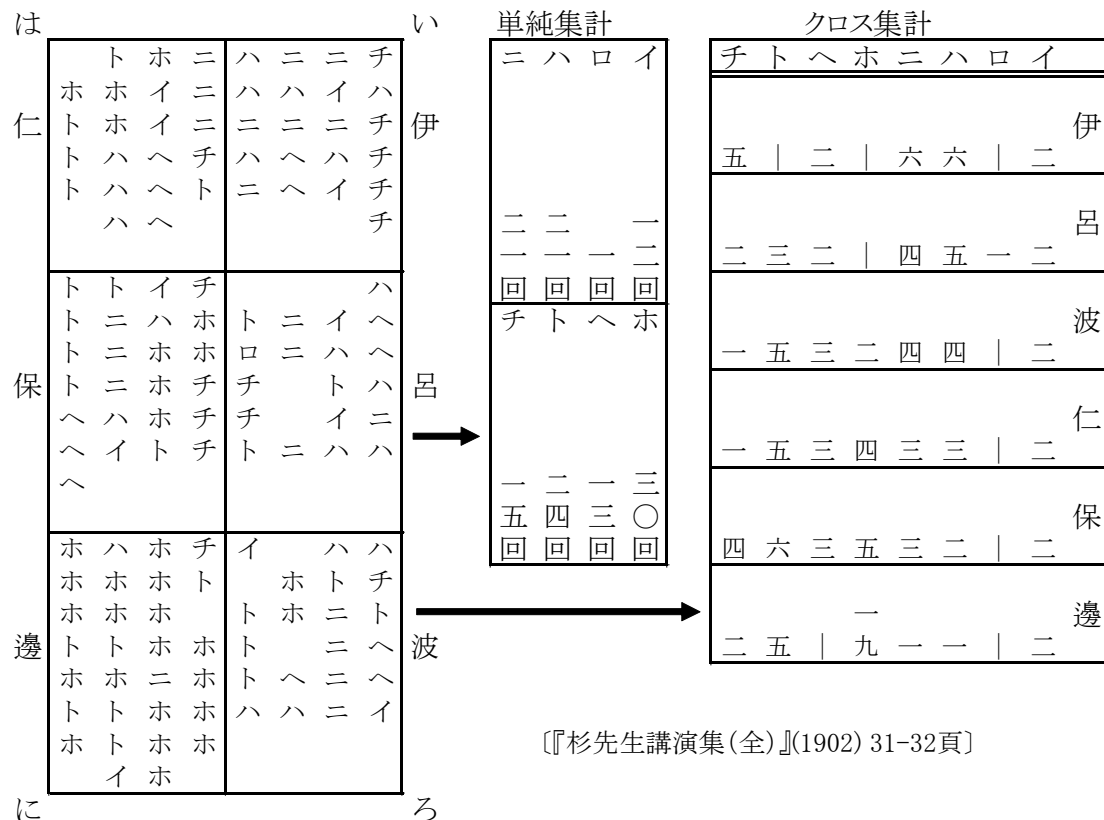 は い
ト ホ ニ ハ ニ ニ チ
ホ ホ イ ニ ハ ハ イ ハ
仁 ト ホ イ ニ ニ ニ ニ チ 伊
ト ハ ヘ チ ハ ヘ ハ チ
ト ハ ヘ ト ニ ヘ イ チ
ハ ヘ チ
ト ト イ チ ハ
ト ニ ハ ホ ト ニ イ ヘ
ト ニ ホ ホ ロ ニ ハ ヘ
保 ト ニ ホ チ チ ト ハ 呂
ヘ ハ ホ チ チ イ ニ
ヘ イ ト チ ト ニ ハ ハ
ヘ
ホ ハ ホ チ イ ハ ハ
ホ ホ ホ ト ホ ト チ
ホ ホ ホ ト ホ ニ ト
邊 ト ト ホ ホ ト ニ ヘ 波
ホ ホ ニ ホ ト ヘ ニ ヘ
ト ト ホ ホ ハ ハ ニ イ
ホ ト ホ ホ
イ ホ
に ろ
単純集計
ニ ハ ロ イ
二 二 一
一 一 一 二
回 回 回 回
チ ト ヘ ホ
一 二 一 三
五 四 三 〇
回 回 回 回
クロス集計
チ ト ヘ ホ ニ ハ ロ イ
伊
五 | 二 | 六 六 | 二
呂
二 三 二 | 四 五 一 二
波
一 五 三 二 四 四 | 二
仁
一 五 三 四 三 三 | 二
保
四 六 三 五 三 二 | 二
邊
一
二 五 | 九 一 一 | 二
〔『杉先生講演集(全)』(1902) 31-32頁〕